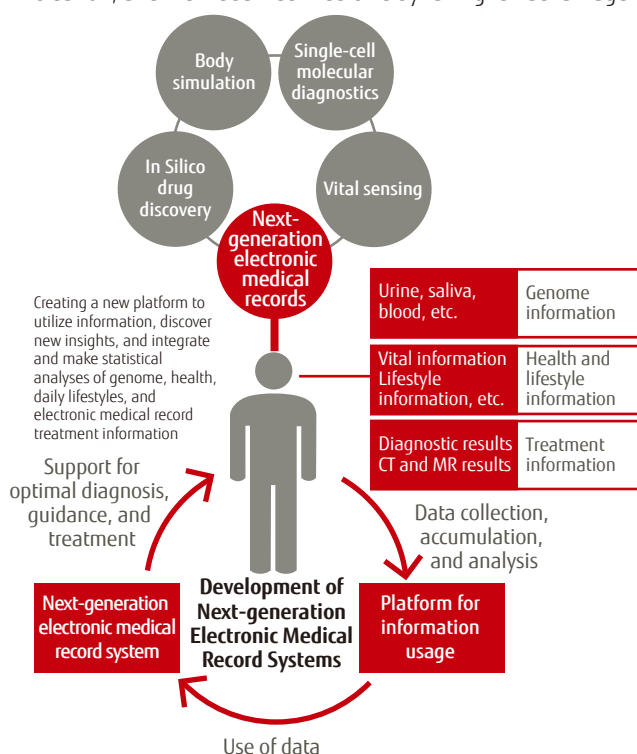 Body
simulation
Single-cell
molecular
diagnostics
In Silico
drug
discovery
Vital sensing
Next-
generation
electronic
medical
records
Creating a new platform to
utilize information, discover
new insights, and integrate
and make statistical
analyses of genome, health,
daily lifestyles, and
electronic medical record
treatment information
Urine, saliva,
blood, etc.
Genome
information
Vital information
Lifestyle
information, etc.
Health and
lifestyle
information
Diagnostic results
CT and MR results
Treatment
information
Support for
optimal diagnosis,
guidance, and
treatment
Data collection,
accumulation,
and analysis
Next-generation
electronic medical
record system
Development of
Next-generation
Electronic Medical
Record Systems
Platform for
information
usage
Use of data